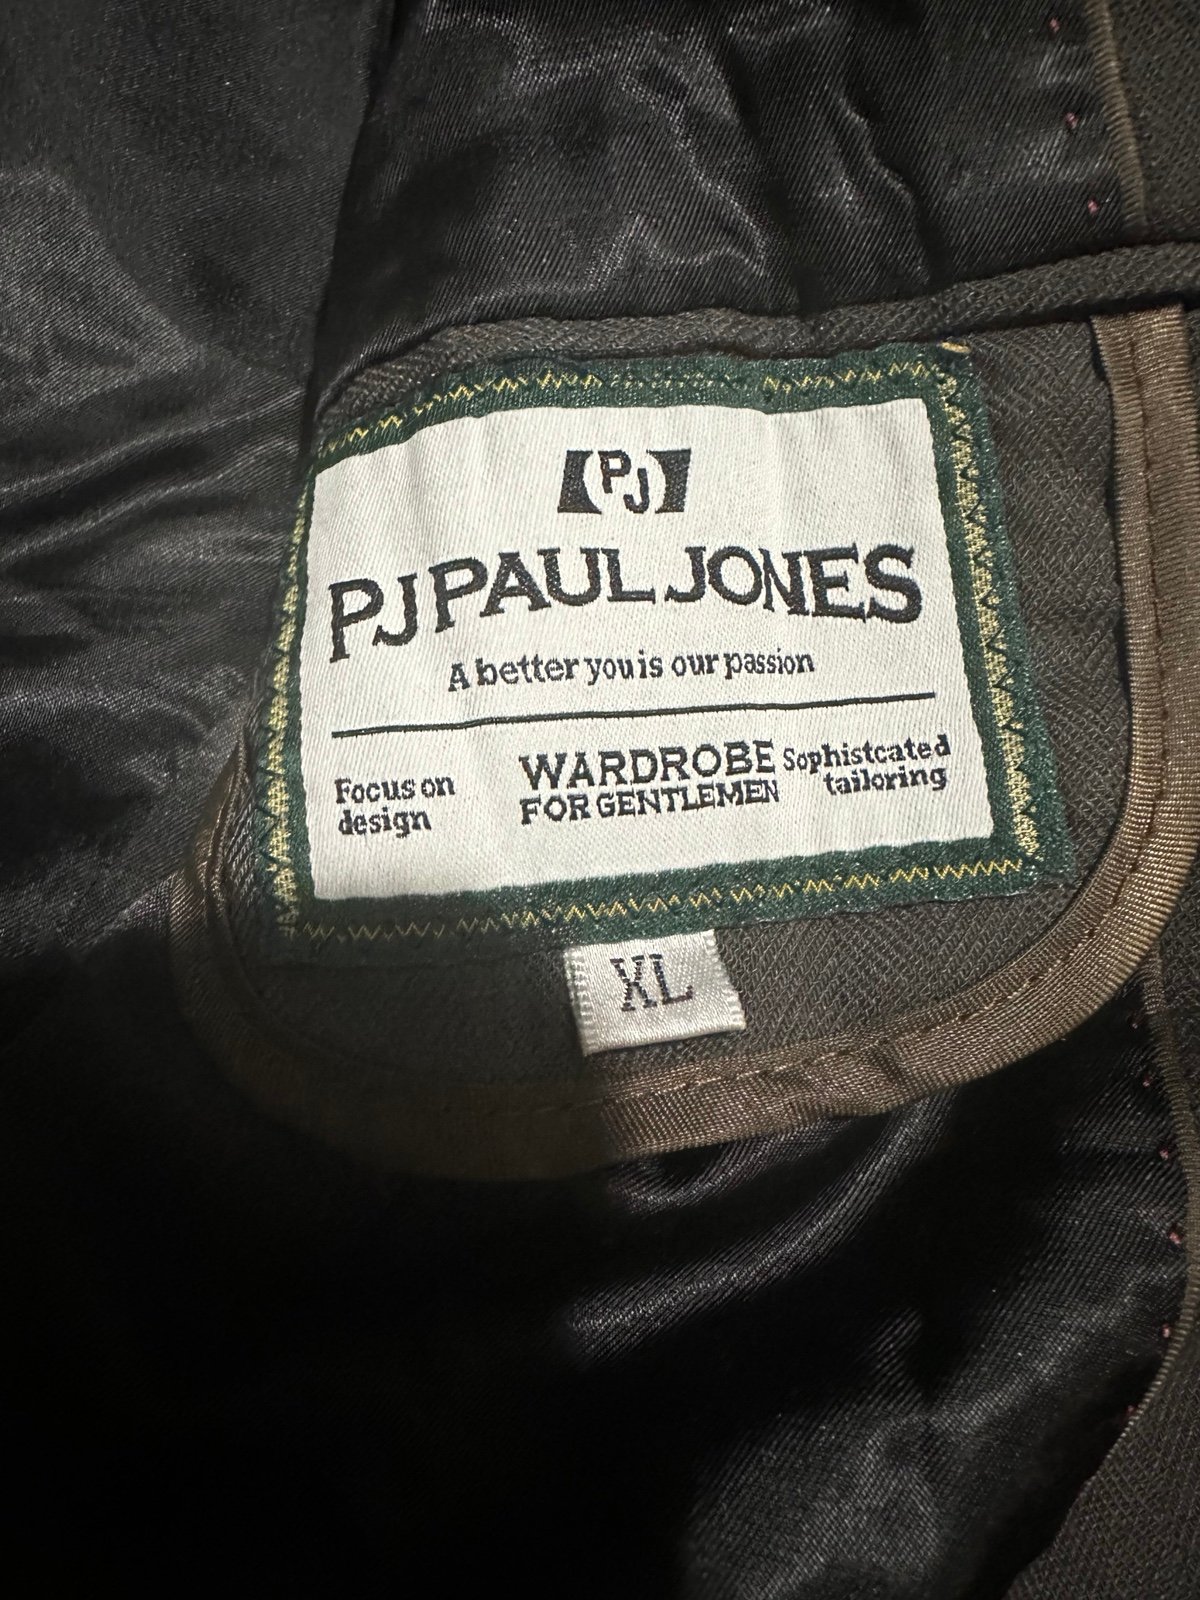 PJ
PJ PAUL JONES
A better you is our passion
Focus on
design
WARDROBE
FOR GENTLEMEN
Sophistcated
tailoring
XL